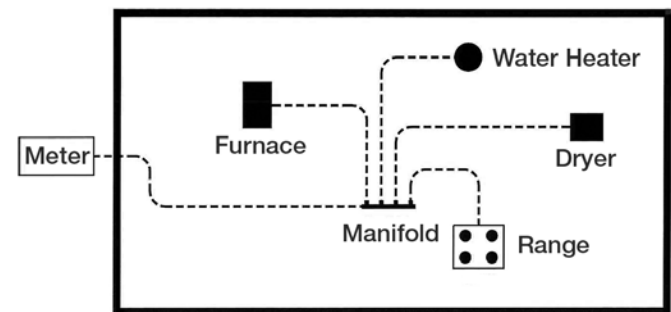 Water Heater
Furnace
Meter
Dryer
Manifold
Range